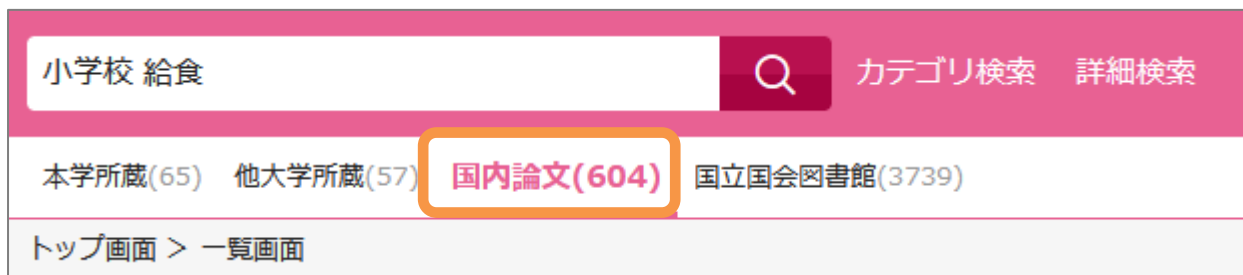 小学校 給食 カテゴリ検索 詳細検索
本学所蔵(65) 他大学所蔵(57) 国内論文(604) 国立国会図書館(3739)
トップ画面 > 一覧画面